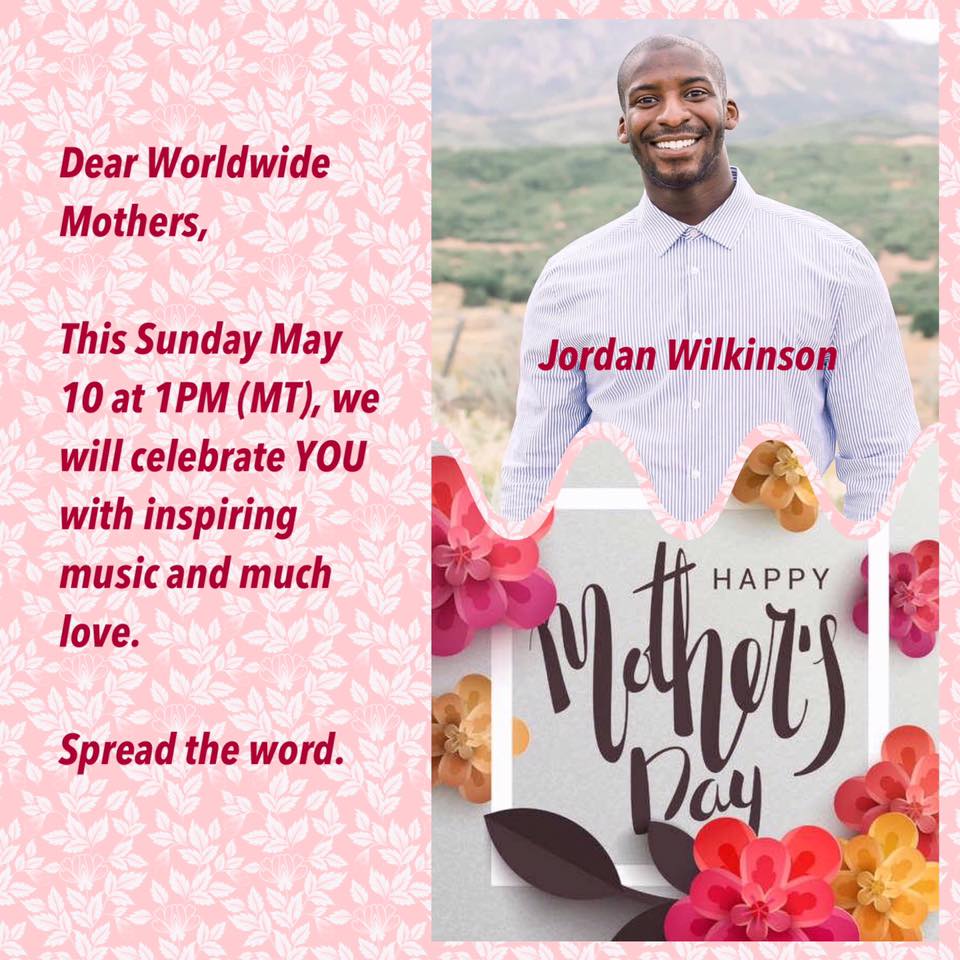 Dear Worldwide
Mothers,
This Sunday May
10 at 1PM (MT), we
will celebrate YOU
with inspiring
music and much
love.
Spread the word.
Jordan Wilkinson
HAPPY
Mother's
Day